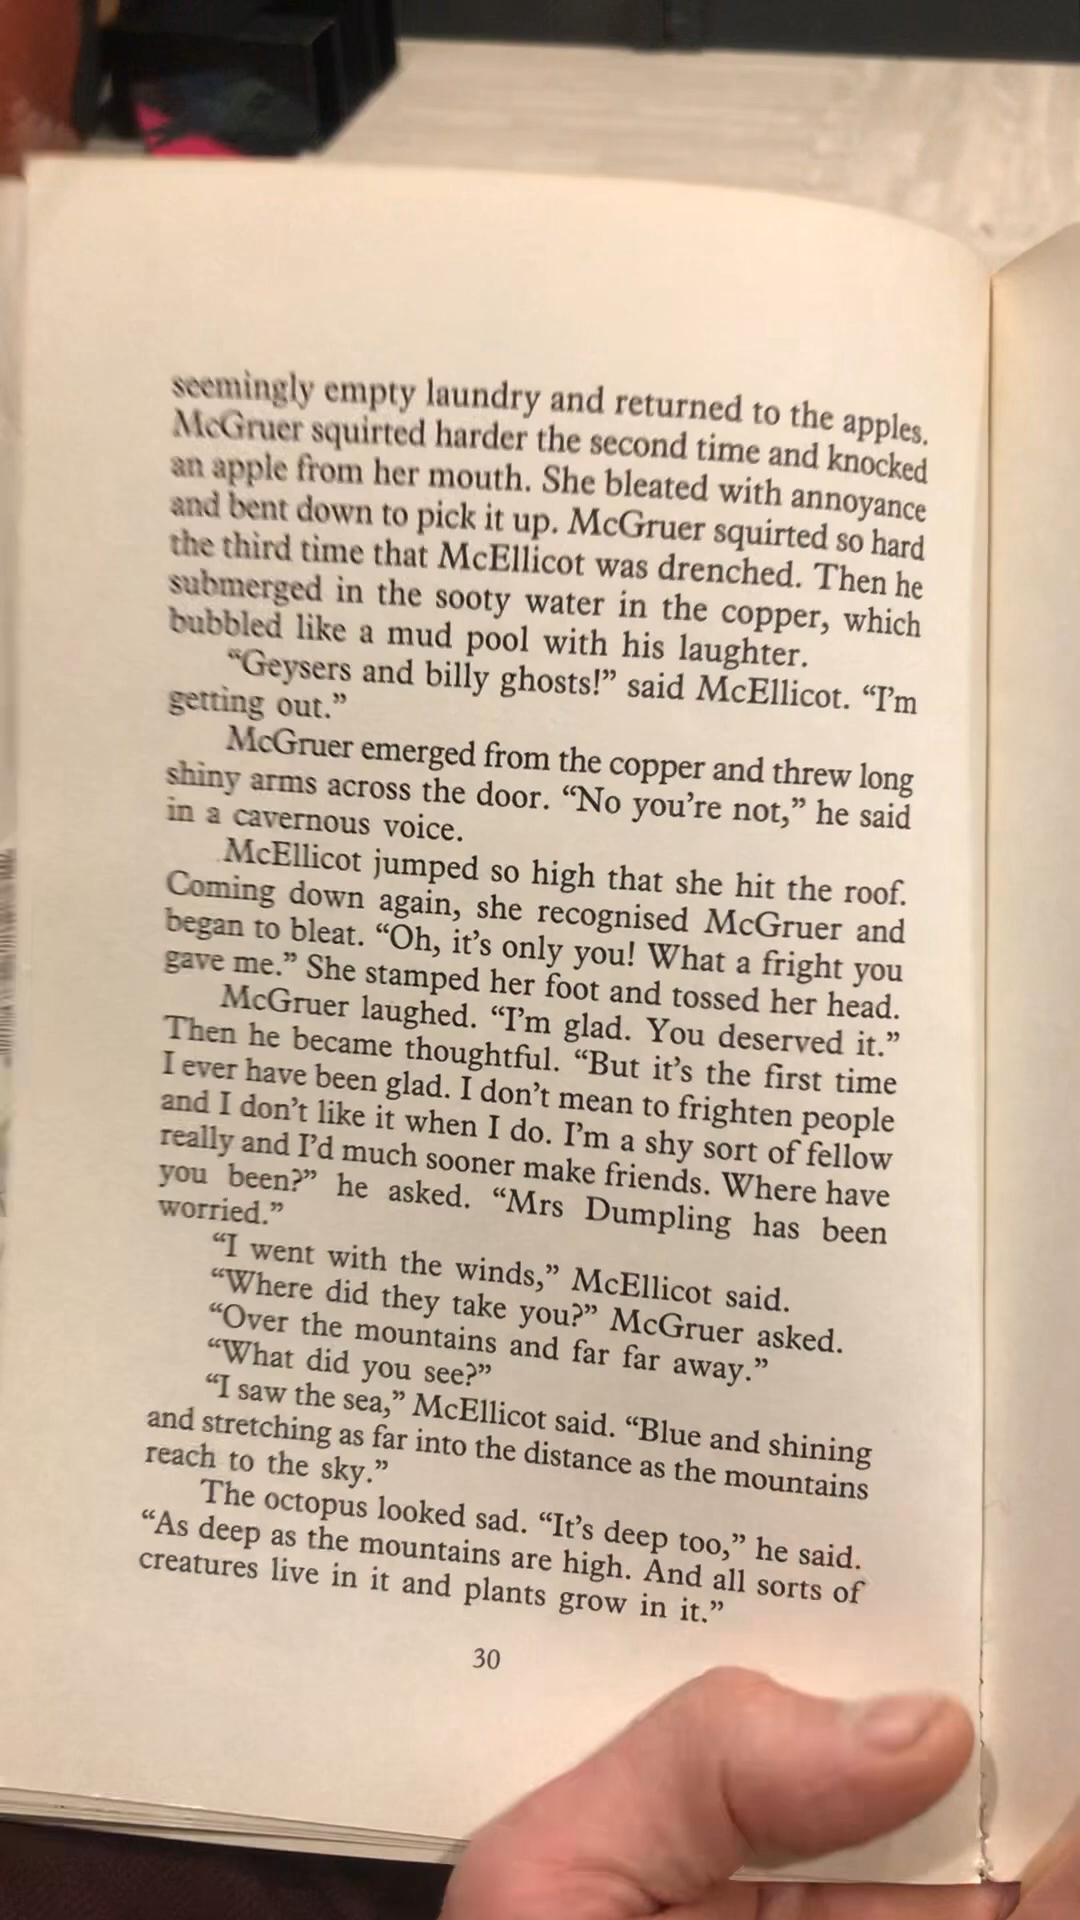 seemingly empty laundry and returned to the apples.
McGruer squirted harder the second time and knocked
an apple from her mouth. She bleated with annoyance
and bent down to pick it up. McGruer squirted so hard
the third time that McEllicot was drenched. Then he
submerged in the sooty water in the copper, which
bubbled like a mud pool with his laughter.
“Geysers and billy ghosts!” said McEllicot. “I’m
getting out.”
McGruer emerged from the copper and threw long
shiny arms across the door. “No you’re not,” he said
in a cavernous voice.
McEllicot jumped so high that she hit the roof.
Coming down again, she recognised McGruer and
began to bleat. “Oh, it’s only you! What a fright you
gave me.” She stamped her foot and tossed her head.
McGruer laughed. “I’m glad. You deserved it.”
Then he became thoughtful. “But it’s the first time
I ever have been glad. I don’t mean to frighten people
and I don’t like it when I do. I’m a shy sort of fellow
really and I’d much sooner make friends. Where have
you been?” he asked. “Mrs Dumpling has been
worried.”
“I went with the winds,” McEllicot said.
“Where did they take you?” McGruer asked.
“Over the mountains and far far away.”
“What did you see?”
“I saw the sea,” McEllicot said. “Blue and shining
and stretching as far into the distance as the mountains
reach to the sky.”
The octopus looked sad. “It’s deep too,” he said.
“As deep as the mountains are high. And all sorts of
creatures live in it and plants grow in it.”
30